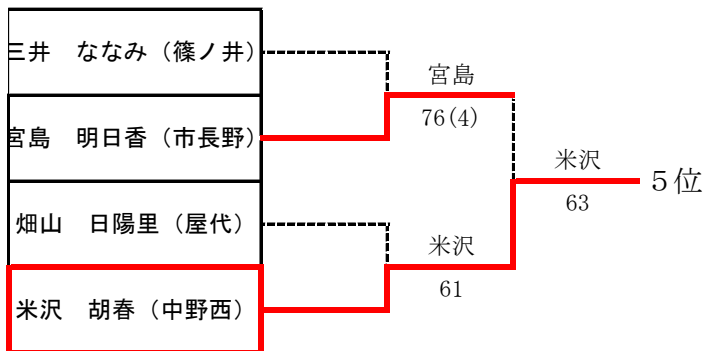 三井　ななみ（篠ノ井）
宮島
76(4)
宮島　明日香（市長野）
米沢
５位
63
畑山　日陽里（屋代）
米沢
61
米沢　胡春（中野西）